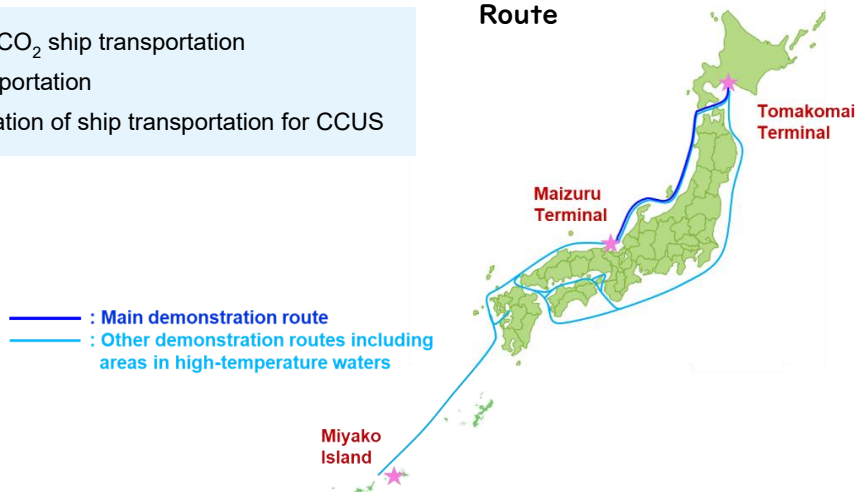 CO2 ship transportation
portation
ation of ship transportation for CCUS
Route
Tomakomai
Terminal
Maizuru
Terminal
: Main demonstration route
: Other demonstration routes including
areas in high-temperature waters
Miyako
Island